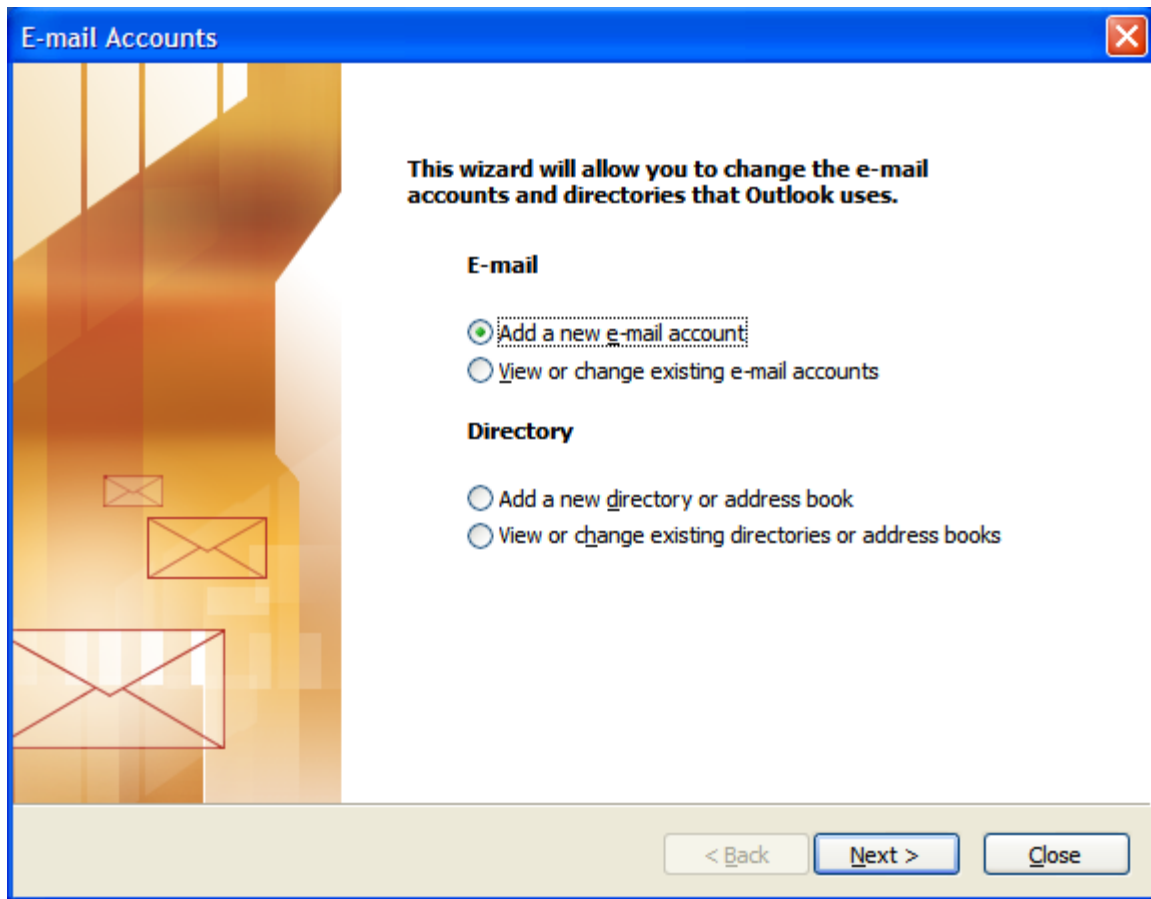 E-mail Accounts
This wizard will allow you to change the e-mail
accounts and directories that Outlook uses.
E-mail
Add a new e-mail account
View or change existing e-mail accounts
Directory
Add a new directory or address book
View or change existing directories or address books
< Back Next > Close